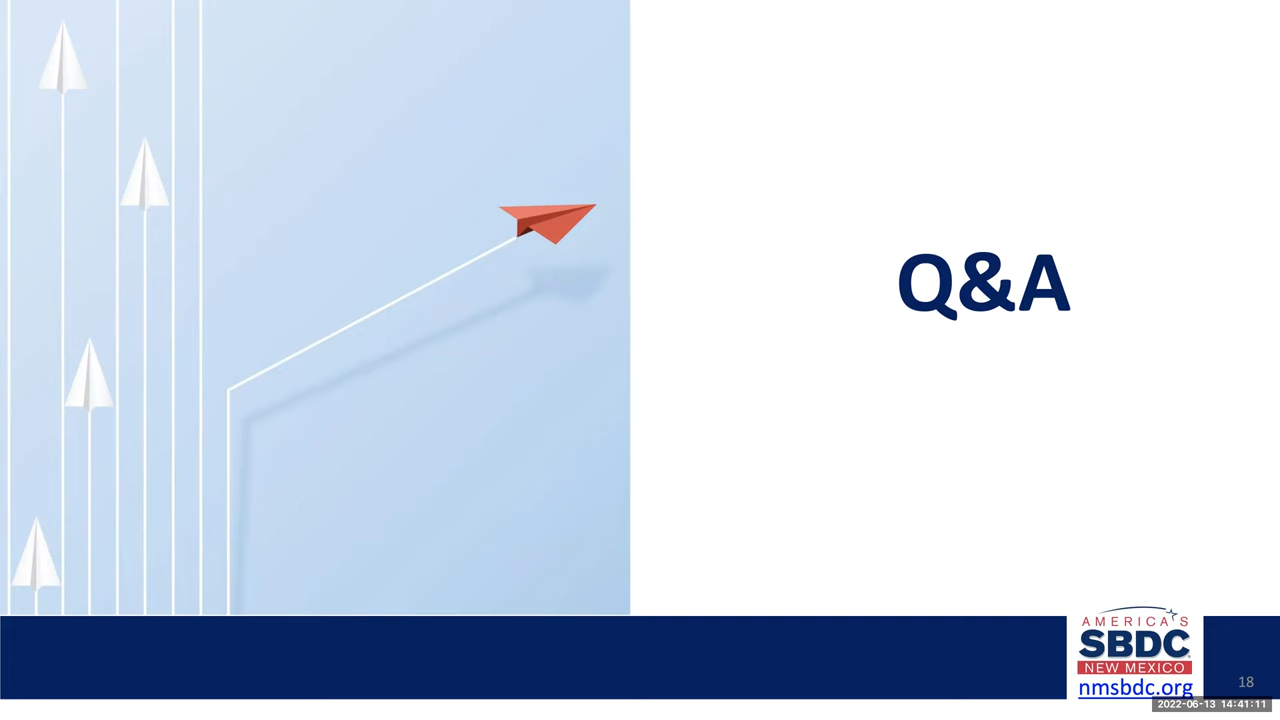 Q&A
AMERICA'S
SBDC
NEW MEXICO
nmsbdc.org
18
2022-06-13 14:41:11